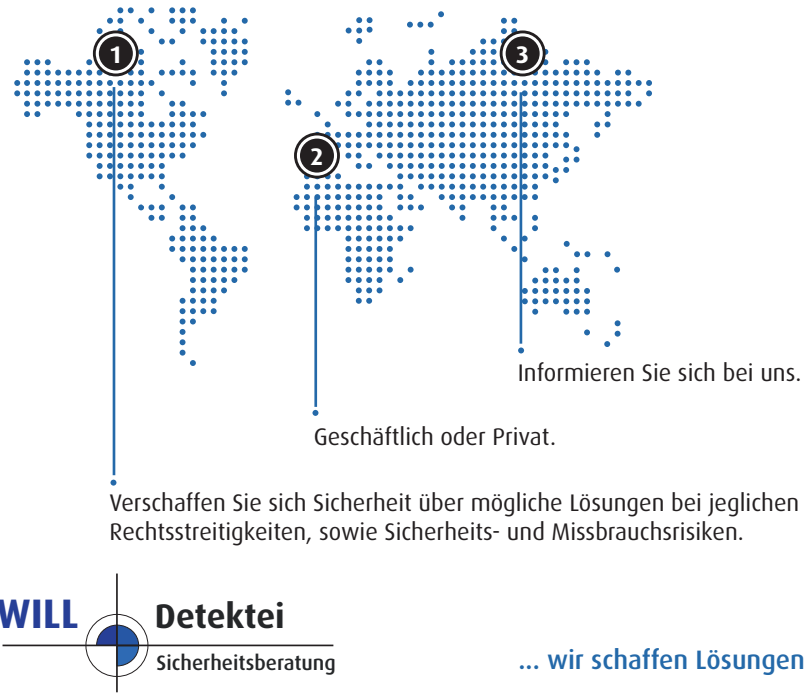 1
3
2
Informieren Sie sich bei uns.
Geschäftlich oder Privat.
Verschaffen Sie sich Sicherheit über mögliche Lösungen bei jeglichen
Rechtsstreitigkeiten, sowie Sicherheits- und Missbrauchsrisiken.
WILL Detektei
Sicherheitsberatung
... wir schaffen Lösungen